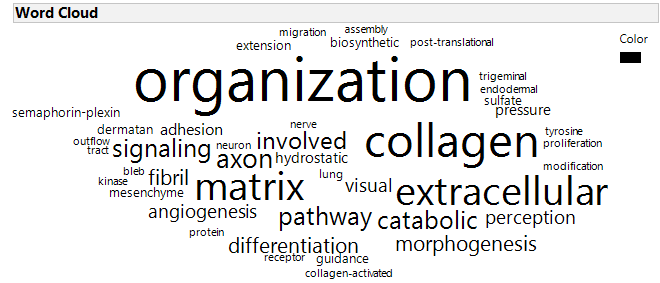 Word Cloud
Color
migration
assembly
extension
biosynthetic
post-translational
organization
trigeminal
endodermal
sulfate
pressure
semaphorin-plexin
dermatan
adhesion
nerve
tyrosine
outflow
tract
signaling
neuron
involved
collagen
proliferation
axon
hydrostatic
bleb
fibril
lung
modification
kinase
mesenchyme
matrix
visual
extracellular
angiogenesis
pathway
catabolic
perception
protein
differentiation
morphogenesis
receptor
guidance
collagen-activated